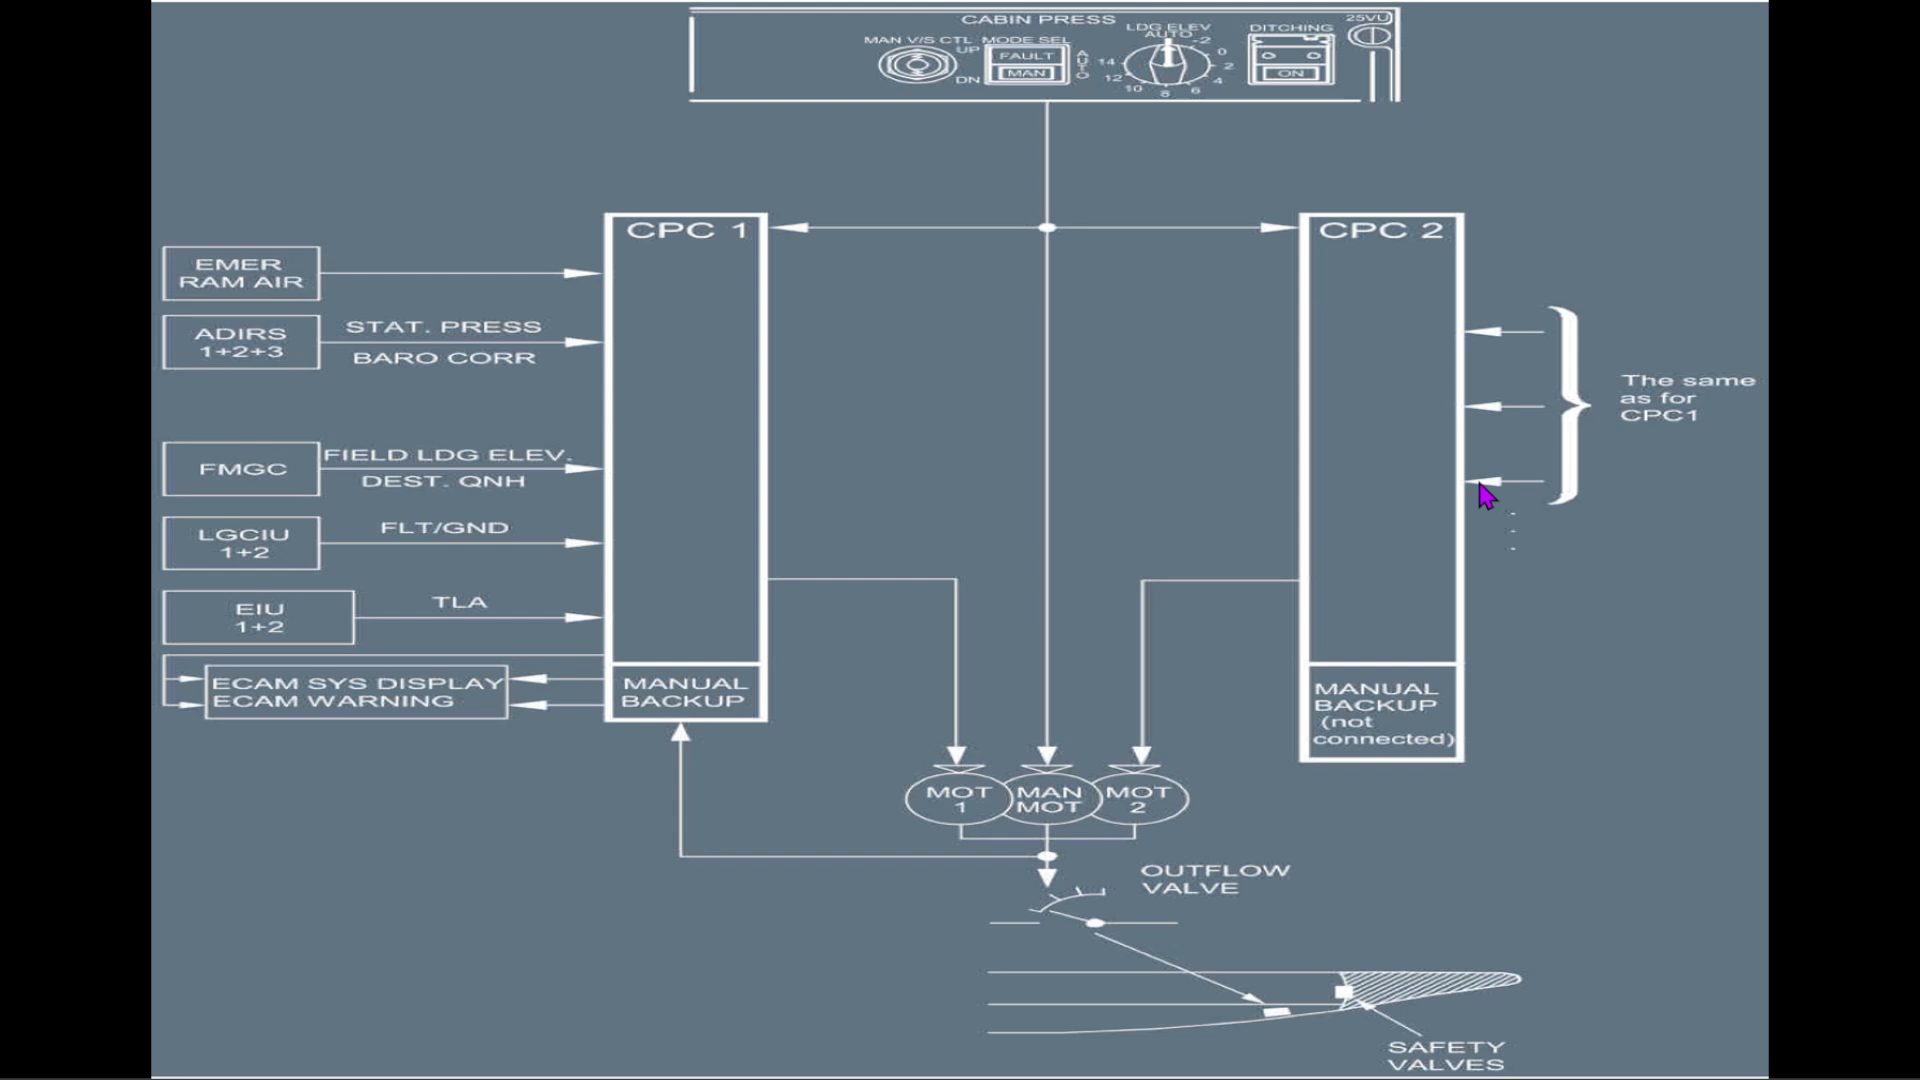 CABIN PRESS
25VU
MAN V/S CTL
MODE SEL
LDG ELEV
AUTO
DITCHING
UP
DN
FAULT
MAN
AUTO
-2
0
2
4
6
8
10
12
14
ON
CPC 1
CPC 2
EMER
RAM AIR
ADIRS
1+2+3
STAT. PRESS
BARO CORR
The same
as for
CPC1
FMGC
FIELD LDG ELEV.
DEST. QNH
LGCIU
1+2
FLT/GND
EIU
1+2
TLA
ECAM SYS DISPLAY
ECAM WARNING
MANUAL
BACKUP
MANUAL
BACKUP
(not
connected)
MOT
1
MAN
MOT
MOT
2
OUTFLOW
VALVE
SAFETY
VALVES